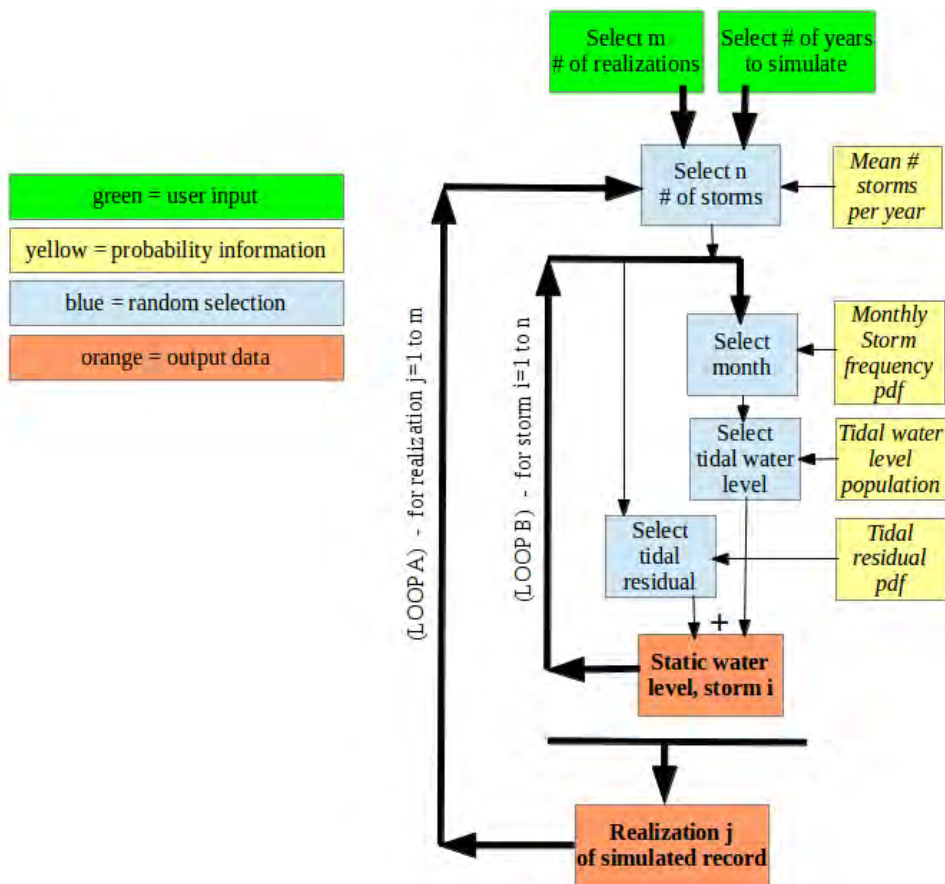 Select m
# of realizations
Select # of years
to simulate
Select n
# of storms
Mean #
storms
per year
green = user input
yellow = probability information
blue = random selection
orange = output data
(LOOP A) - for realization j=1 to m
(LOOP B) - for storm i=1 to n
Select
month
Monthly
Storm
frequency
pdf
Select
tidal water
level
Tidal water
level
population
Select
tidal
residual
Tidal
residual
pdf
+
Static water
level, storm i
Realization j
of simulated record